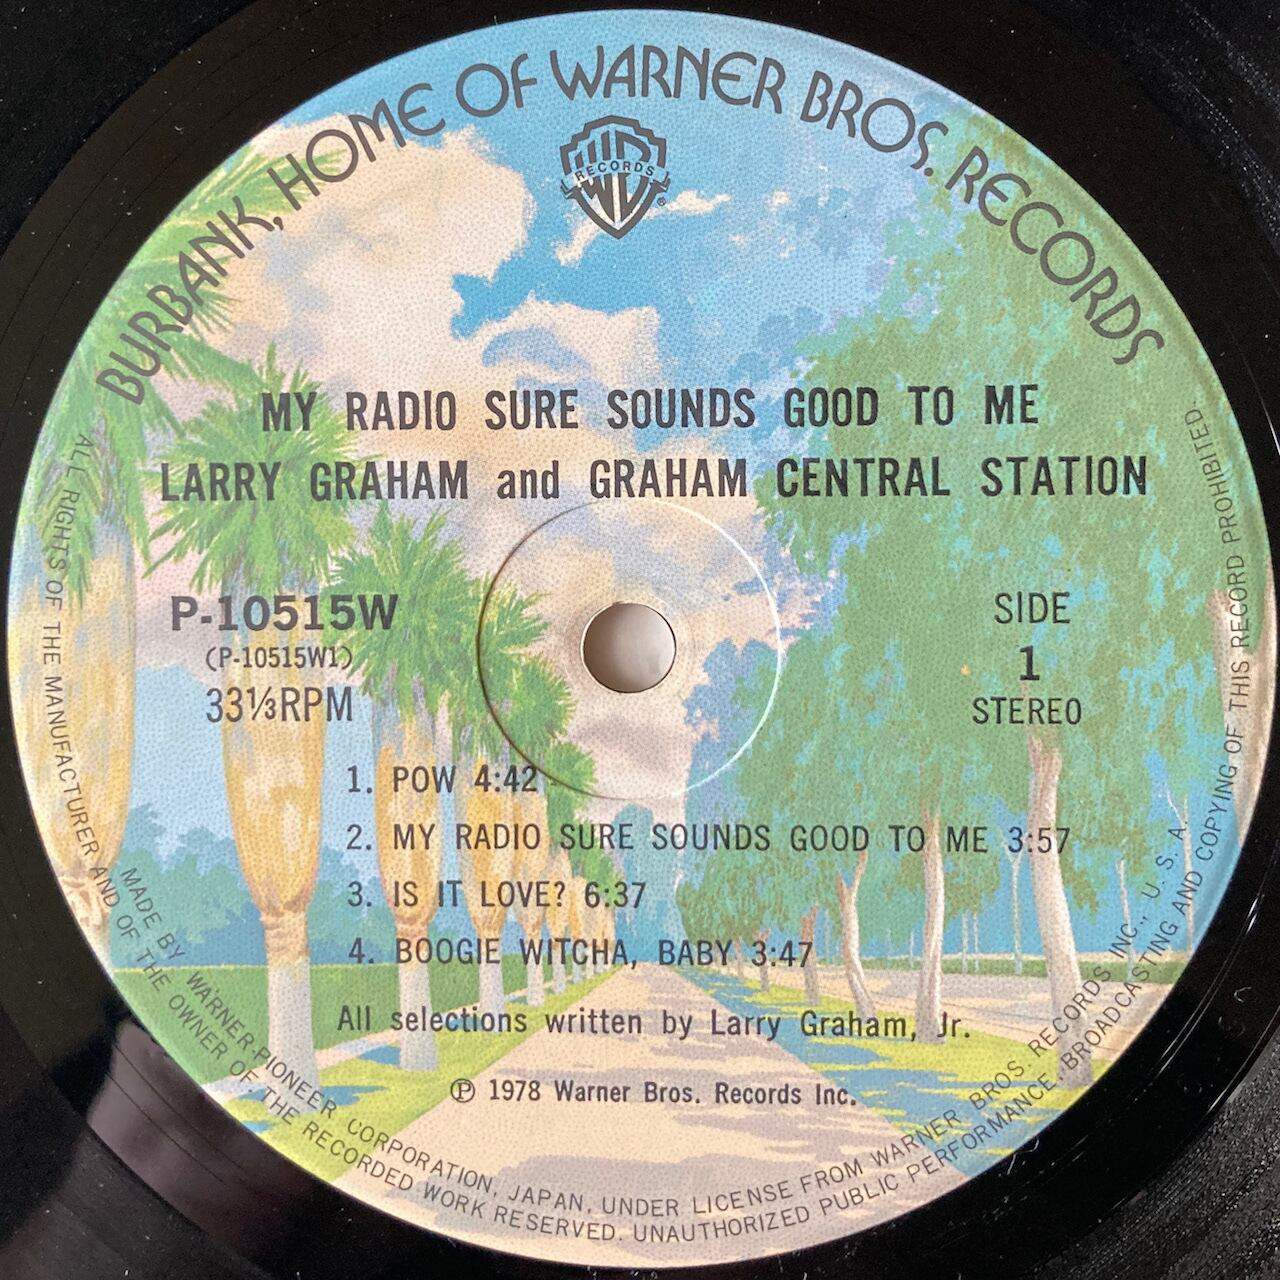 BURBANK, HOME OF WARNER BROS. RECORDS
WB
RECORDS
®
MY RADIO SURE SOUNDS GOOD TO ME
LARRY GRAHAM and GRAHAM CENTRAL STATION
P-10515W
(P-10515W1)
33⅓RPM
SIDE
1
STEREO
1. POW 4:42
2. MY RADIO SURE SOUNDS GOOD TO ME 3:57
3. IS IT LOVE? 6:37
4. BOOGIE WITCHA, BABY 3:47
All selections written by Larry Graham, Jr.
Ⓟ 1978 Warner Bros. Records Inc.
MADE BY WARNER-PIONEER CORPORATION, JAPAN, UNDER LICENSE FROM WARNER BROS. RECORDS INC., U. S. A.
ALL RIGHTS OF THE MANUFACTURER AND OF THE OWNER OF THE RECORDED WORK RESERVED. UNAUTHORIZED PUBLIC PERFORMANCE, BROADCASTING AND COPYING OF THIS RECORD PROHIBITED.